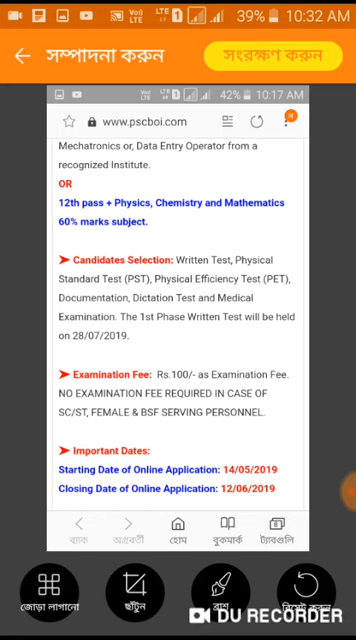 39% 10:32 AM
সম্পাদনা করুন
সংরক্ষণ করুন
42% 10:17 AM
www.pscboi.com
Mechatronics or, Data Entry Operator from a
recognized Institute.
OR
12th pass + Physics, Chemistry and Mathematics
60% marks subject.
➤ Candidates Selection: Written Test, Physical
Standard Test (PST), Physical Efficiency Test (PET),
Documentation, Dictation Test and Medical
Examination. The 1st Phase Written Test will be held
on 28/07/2019.
➤ Examination Fee: Rs.100/- as Examination Fee.
NO EXAMINATION FEE REQUIRED IN CASE OF
SC/ST, FEMALE & BSF SERVING PERSONNEL.
➤ Important Dates:
Starting Date of Online Application: 14/05/2019
Closing Date of Online Application: 12/06/2019
ব্যাক অগ্রবর্তী হোম বুকমার্ক ট্যাবগুলি
জোড়া লাগানো ছাঁটুন ব্রাশ
DU RECORDER